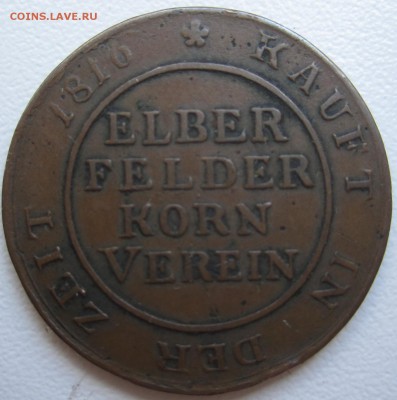 COINS.LAVE.RU
KAUFT IN DER ZEIT 1816
ELBER
FELDER
KORN
VEREIN